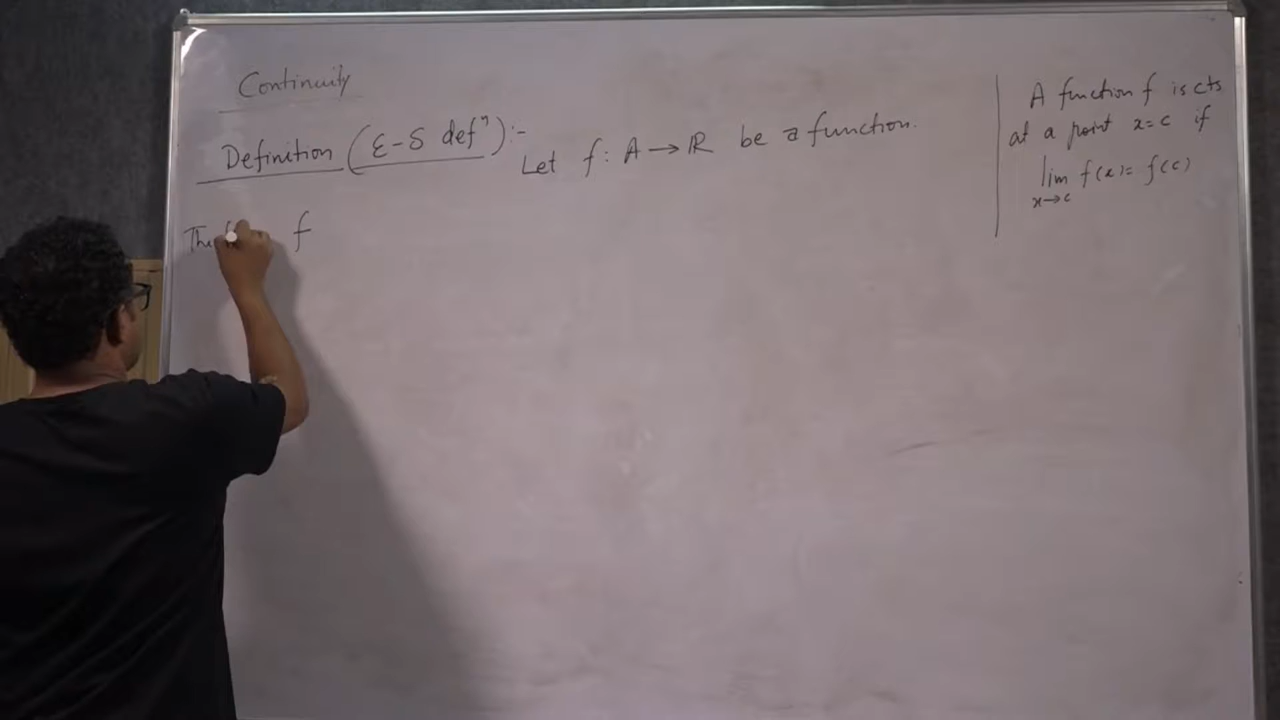 Continuity
Definition (ε-δ defⁿ):- Let f: A → ℝ be a function.
f
A function f is cts
at a point x=c if
lim f(x) = f(c)
x→c